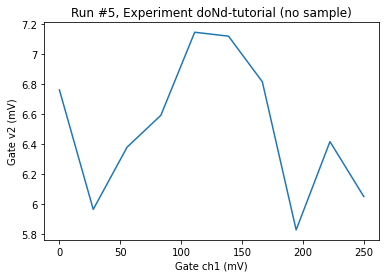 Run #5, Experiment doNd-tutorial (no sample)
Gate v2 (mV)
7.2
7
6.8
6.6
6.4
6.2
6
5.8
0 50 100 150 200 250
Gate ch1 (mV)